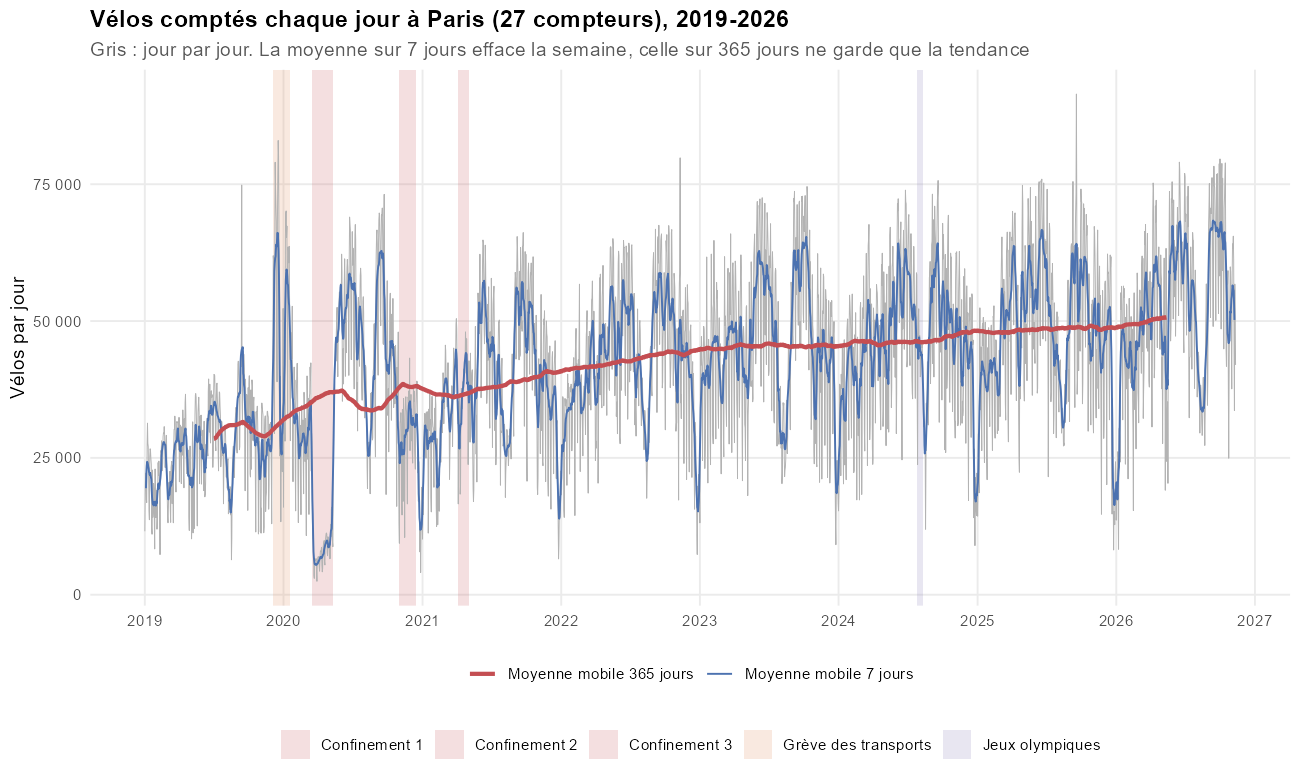 Vélos comptés chaque jour à Paris (27 compteurs), 2019-2026
Gris : jour par jour. La moyenne sur 7 jours efface la semaine, celle sur 365 jours ne garde que la tendance
Vélos par jour
75 000
50 000
25 000
0
2019 2020 2021 2022 2023 2024 2025 2026 2027
Moyenne mobile 365 jours Moyenne mobile 7 jours
Confinement 1 Confinement 2 Confinement 3 Grève des transports Jeux olympiques